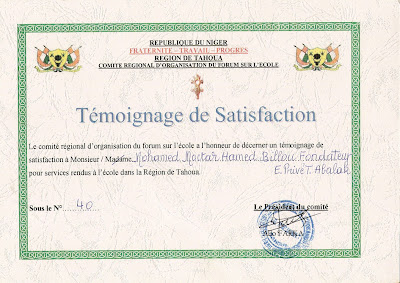 REPUBLIQUE DU NIGER
FRATERNITE – TRAVAIL – PROGRES
REGION DE TAHOUA
COMITE REGIONAL D'ORGANISATION DU FORUM SUR L'ECOLE
Témoignage de Satisfaction
Le comité régional d'organisation du forum sur l'école a l'honneur de décerner un témoignage de
satisfaction à Monsieur / Madame Mohamed Moctar Hamed Billou Fondateur
E. Privé T. Abalak
pour services rendus à l'école dans la Région de Tahoua.
Sous le N° 40
Le Président du comité